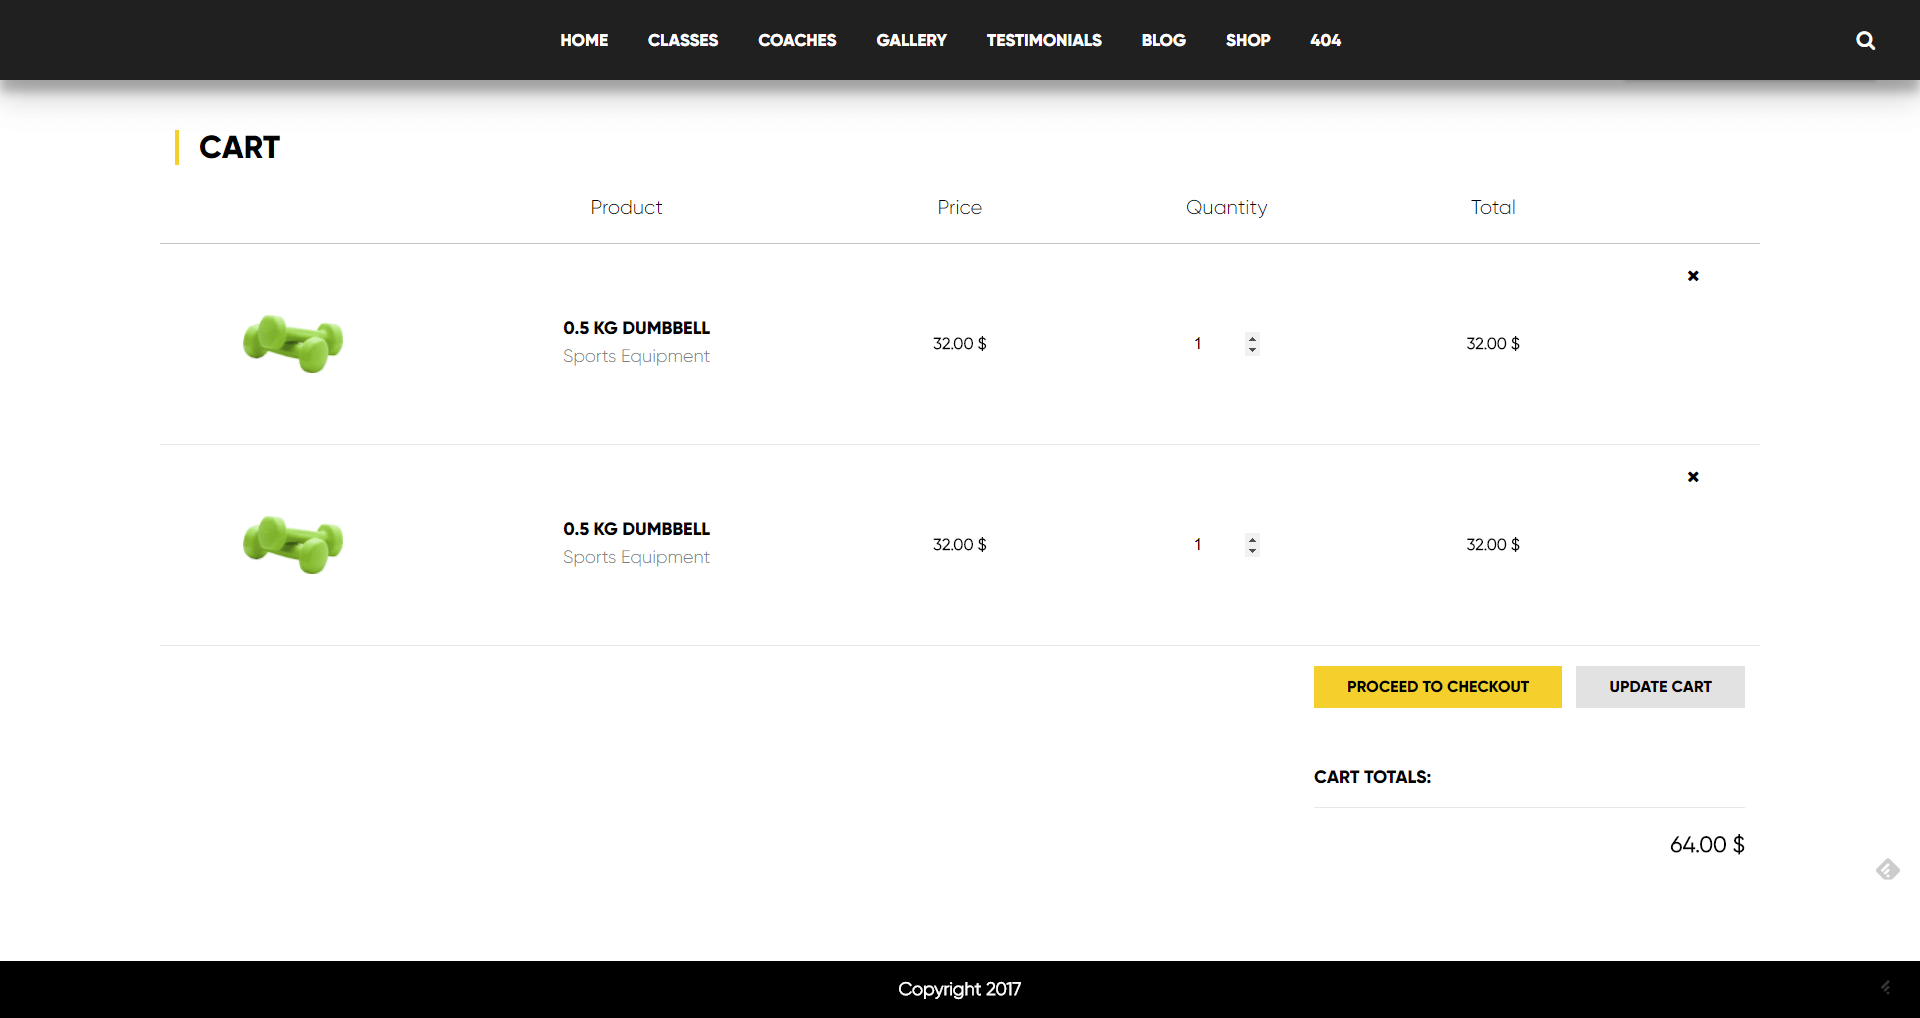 HOME CLASSES COACHES GALLERY TESTIMONIALS BLOG SHOP 404
CART
Product Price Quantity Total
0.5 KG DUMBBELL
Sports Equipment
32.00 $ 1 32.00 $
0.5 KG DUMBBELL
Sports Equipment
32.00 $ 1 32.00 $
PROCEED TO CHECKOUT UPDATE CART
CART TOTALS:
64.00 $
Copyright 2017